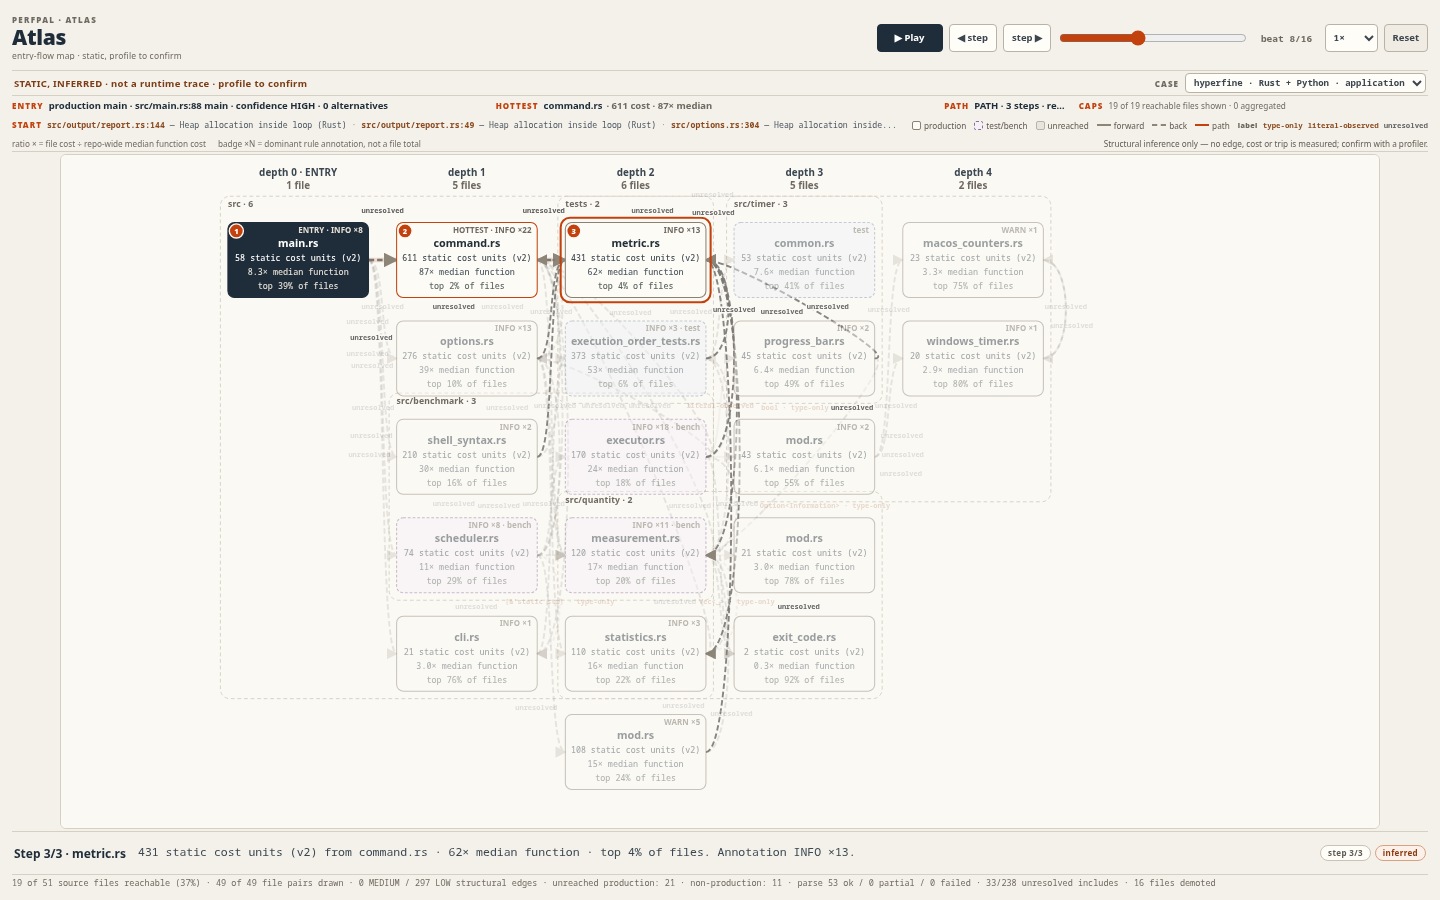 PERFPAL · ATLAS
Atlas
entry-flow map · static, profile to confirm
▶ Play
◀ step
step ▶
beat 8/16
1×
Reset
STATIC, INFERRED · not a runtime trace · profile to confirm
CASE
hyperfine · Rust + Python · application
ENTRY production main · src/main.rs:88 main · confidence HIGH · 0 alternatives
HOTTEST command.rs · 611 cost · 87× median
PATH PATH · 3 steps · re...
CAPS 19 of 19 reachable files shown · 0 aggregated
START src/output/report.rs:144 — Heap allocation inside loop (Rust) · src/output/report.rs:49 — Heap allocation inside loop (Rust) · src/options.rs:304 — Heap allocation inside...
production test/bench unreached forward back path label type-only literal-observed unresolved
ratio × = file cost ÷ repo-wide median function cost badge ×N = dominant rule annotation, not a file total
Structural inference only — no edge, cost or trip is measured; confirm with a profiler.
depth 0 · ENTRY
1 file
depth 1
5 files
depth 2
6 files
depth 3
5 files
depth 4
2 files
src · 6
tests · 2
src/timer · 3
unresolved
unresolved
unresolved
unresolved
unresolved
1
ENTRY · INFO ×8
main.rs
58 static cost units (v2)
8.3× median function
top 39% of files
2
HOTTEST · INFO ×22
command.rs
611 static cost units (v2)
87× median function
top 2% of files
3
INFO ×13
metric.rs
431 static cost units (v2)
62× median function
top 4% of files
test
common.rs
53 static cost units (v2)
7.6× median function
top 41% of files
WARN ×1
macos_counters.rs
23 static cost units (v2)
3.3× median function
top 75% of files
unresolved
unresolved
unresolved
unresolved
unresolved
unresolved
unresolved
INFO ×13
options.rs
276 static cost units (v2)
39× median function
top 10% of files
INFO ×3 · test
execution_order_tests.rs
373 static cost units (v2)
53× median function
top 6% of files
INFO ×2
progress_bar.rs
45 static cost units (v2)
6.4× median function
top 49% of files
INFO ×1
windows_timer.rs
20 static cost units (v2)
2.9× median function
top 80% of files
src/benchmark · 3
bool · type-only
unresolved
INFO ×2
shell_syntax.rs
210 static cost units (v2)
30× median function
top 16% of files
INFO ×18 · bench
executor.rs
170 static cost units (v2)
24× median function
top 18% of files
INFO ×2
mod.rs
43 static cost units (v2)
6.1× median function
top 55% of files
src/quantity · 2
Option<Information> · type-only
INFO ×8 · bench
scheduler.rs
74 static cost units (v2)
11× median function
top 29% of files
INFO ×11 · bench
measurement.rs
120 static cost units (v2)
17× median function
top 20% of files
mod.rs
21 static cost units (v2)
3.0× median function
top 78% of files
unresolved
unresolved
INFO ×1
cli.rs
21 static cost units (v2)
3.0× median function
top 76% of files
INFO ×3
statistics.rs
110 static cost units (v2)
16× median function
top 22% of files
exit_code.rs
2 static cost units (v2)
0.3× median function
top 92% of files
unresolved
unresolved
unresolved
WARN ×5
mod.rs
108 static cost units (v2)
15× median function
top 24% of files
Step 3/3 · metric.rs 431 static cost units (v2) from command.rs · 62× median function · top 4% of files. Annotation INFO ×13.
step 3/3
inferred
19 of 51 source files reachable (37%) · 49 of 49 file pairs drawn · 0 MEDIUM / 297 LOW structural edges · unreached production: 21 · non-production: 11 · parse 53 ok / 0 partial / 0 failed · 33/238 unresolved includes · 16 files demoted